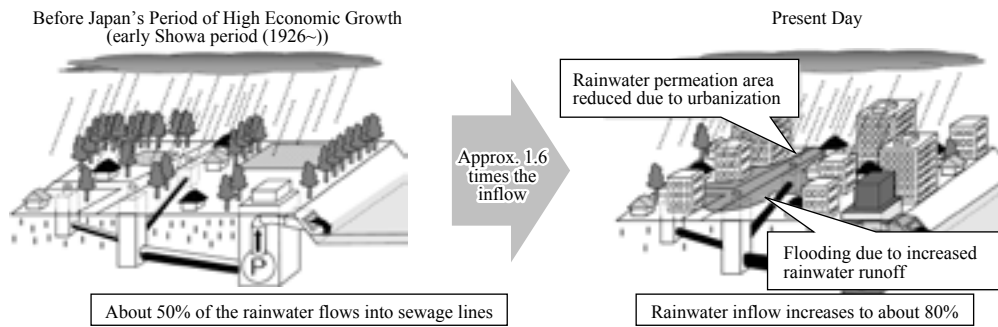 Before Japan's Period of High Economic Growth
(early Showa period (1926~))
Present Day
Rainwater permeation area
reduced due to urbanization
Approx. 1.6
times the
inflow
P
Flooding due to increased
rainwater runoff
About 50% of the rainwater flows into sewage lines
Rainwater inflow increases to about 80%